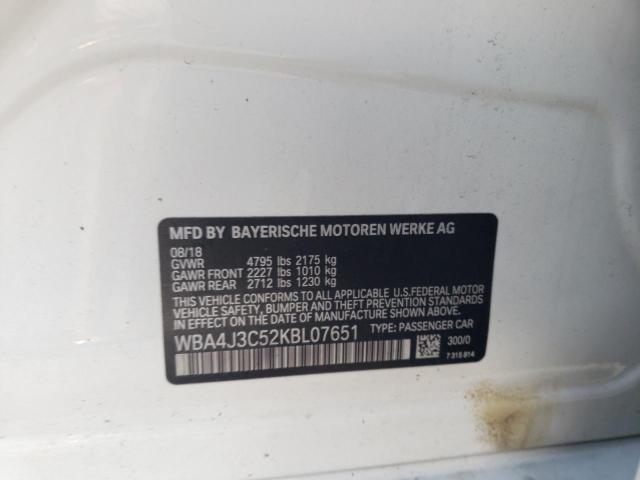 MFD BY BAYERISCHE MOTOREN WERKE AG
08/18
GVWR 4795 lbs 2175 kg
GAWR FRONT 2227 lbs 1010 kg
GAWR REAR 2712 lbs 1230 kg
THIS VEHICLE CONFORMS TO ALL APPLICABLE U.S.FEDERAL MOTOR
VEHICLE SAFETY, BUMPER AND THEFT PREVENTION STANDARDS
IN EFFECT ON THE DATE OF MANUFACTURE SHOWN ABOVE.
WBA4J3C52KBL07651 TYPE: PASSENGER CAR
300/0
7 315 814